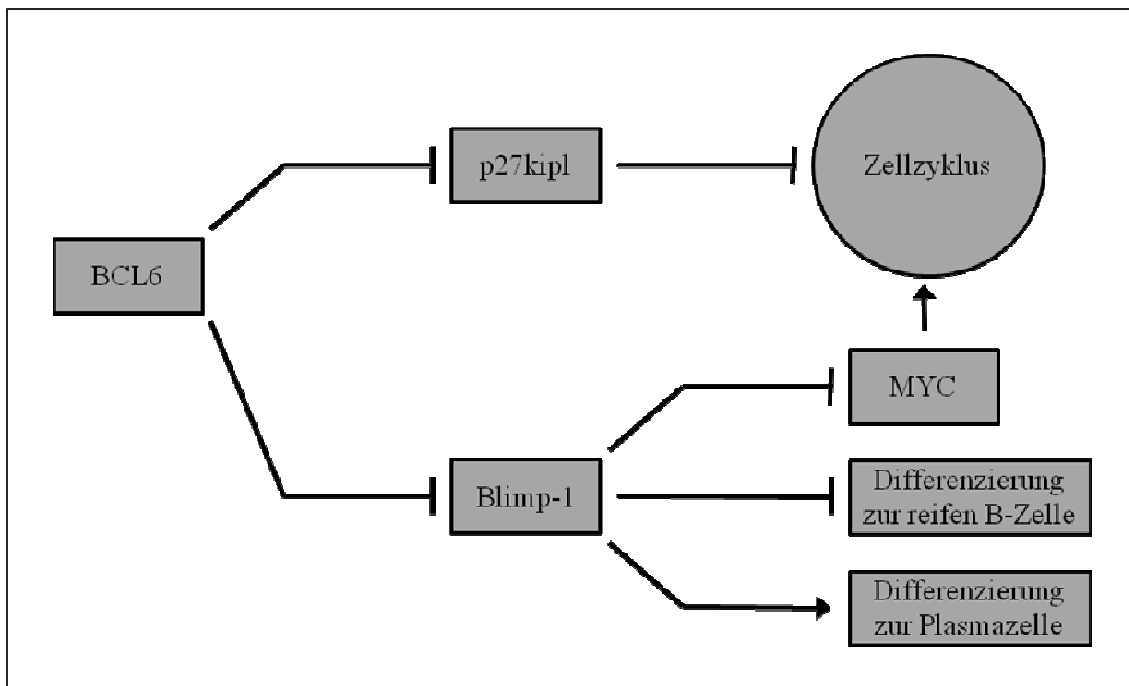 p27kipl
Zellzyklus
BCL6
MYC
Blimp-1
Differenzierung
zur reifen B-Zelle
Differenzierung
zur Plasmazelle